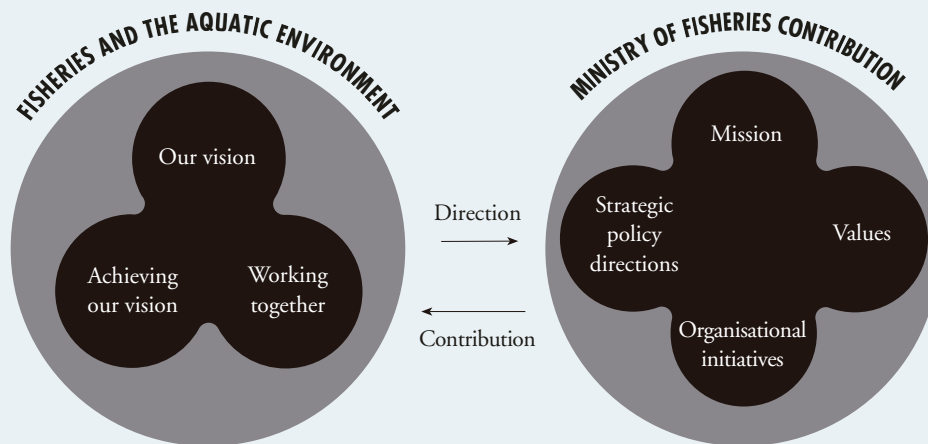 FISHERIES AND THE AQUATIC ENVIRONMENT
Our vision
Achieving
our vision
Working
together
Direction
Contribution
MINISTRY OF FISHERIES CONTRIBUTION
Mission
Strategic
policy
directions
Values
Organisational
initiatives